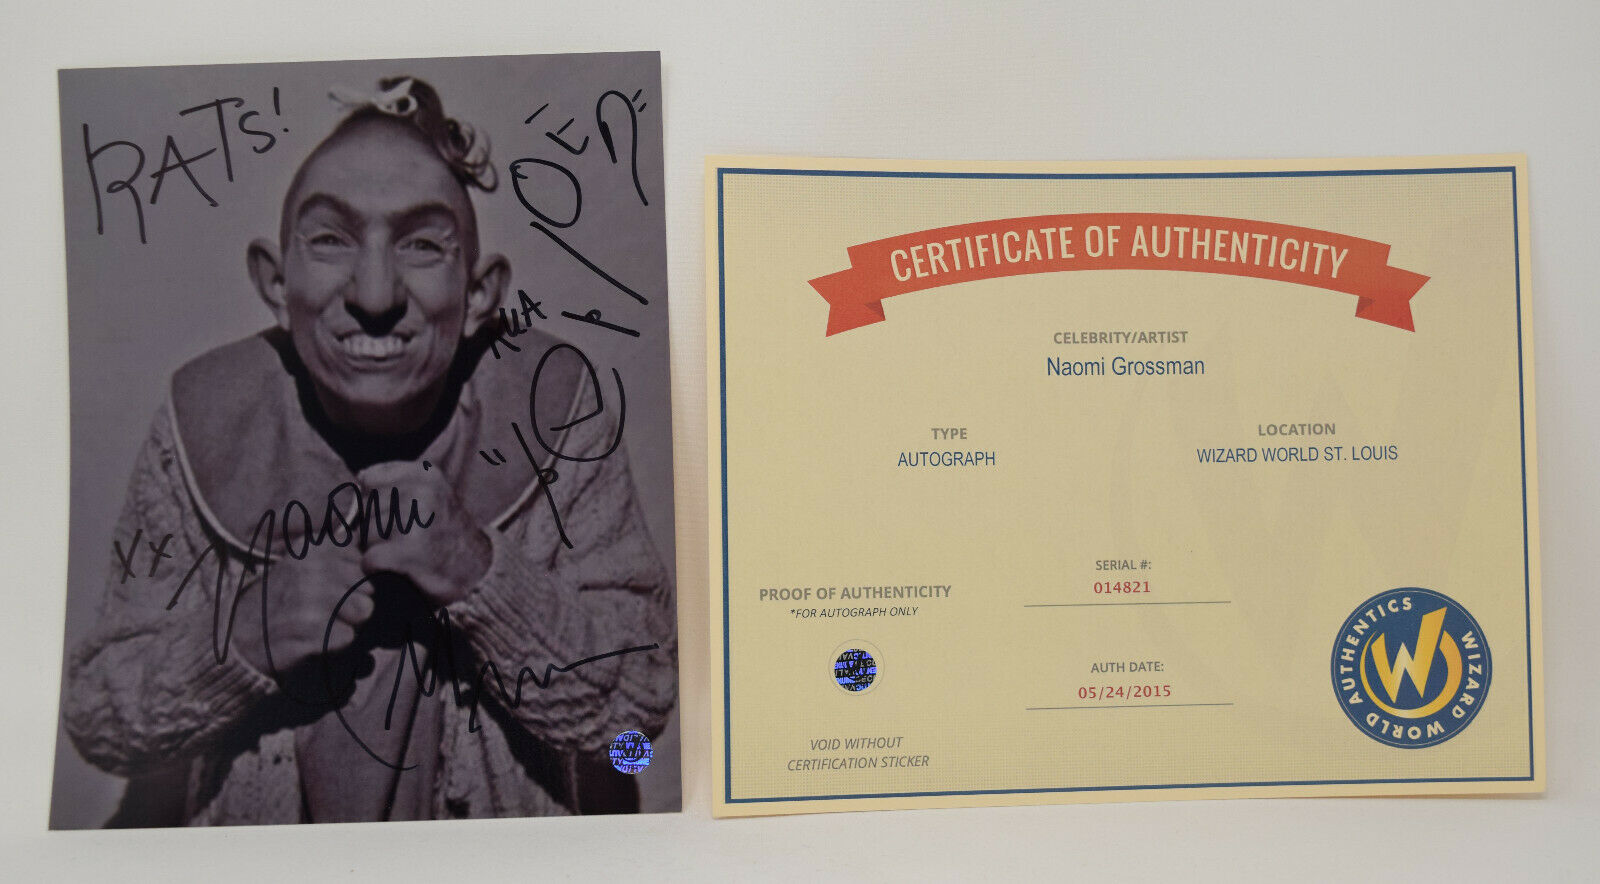 RATS!
XX Naomi
AKA
"Pepper"
CERTIFICATE OF AUTHENTICITY
CELEBRITY/ARTIST
Naomi Grossman
TYPE
AUTOGRAPH
LOCATION
WIZARD WORLD ST. LOUIS
PROOF OF AUTHENTICITY
*FOR AUTOGRAPH ONLY
VOID WITHOUT
CERTIFICATION STICKER
SERIAL #:
014821
AUTH DATE:
05/24/2015
WIZARD WORLD AUTHENTICS
W